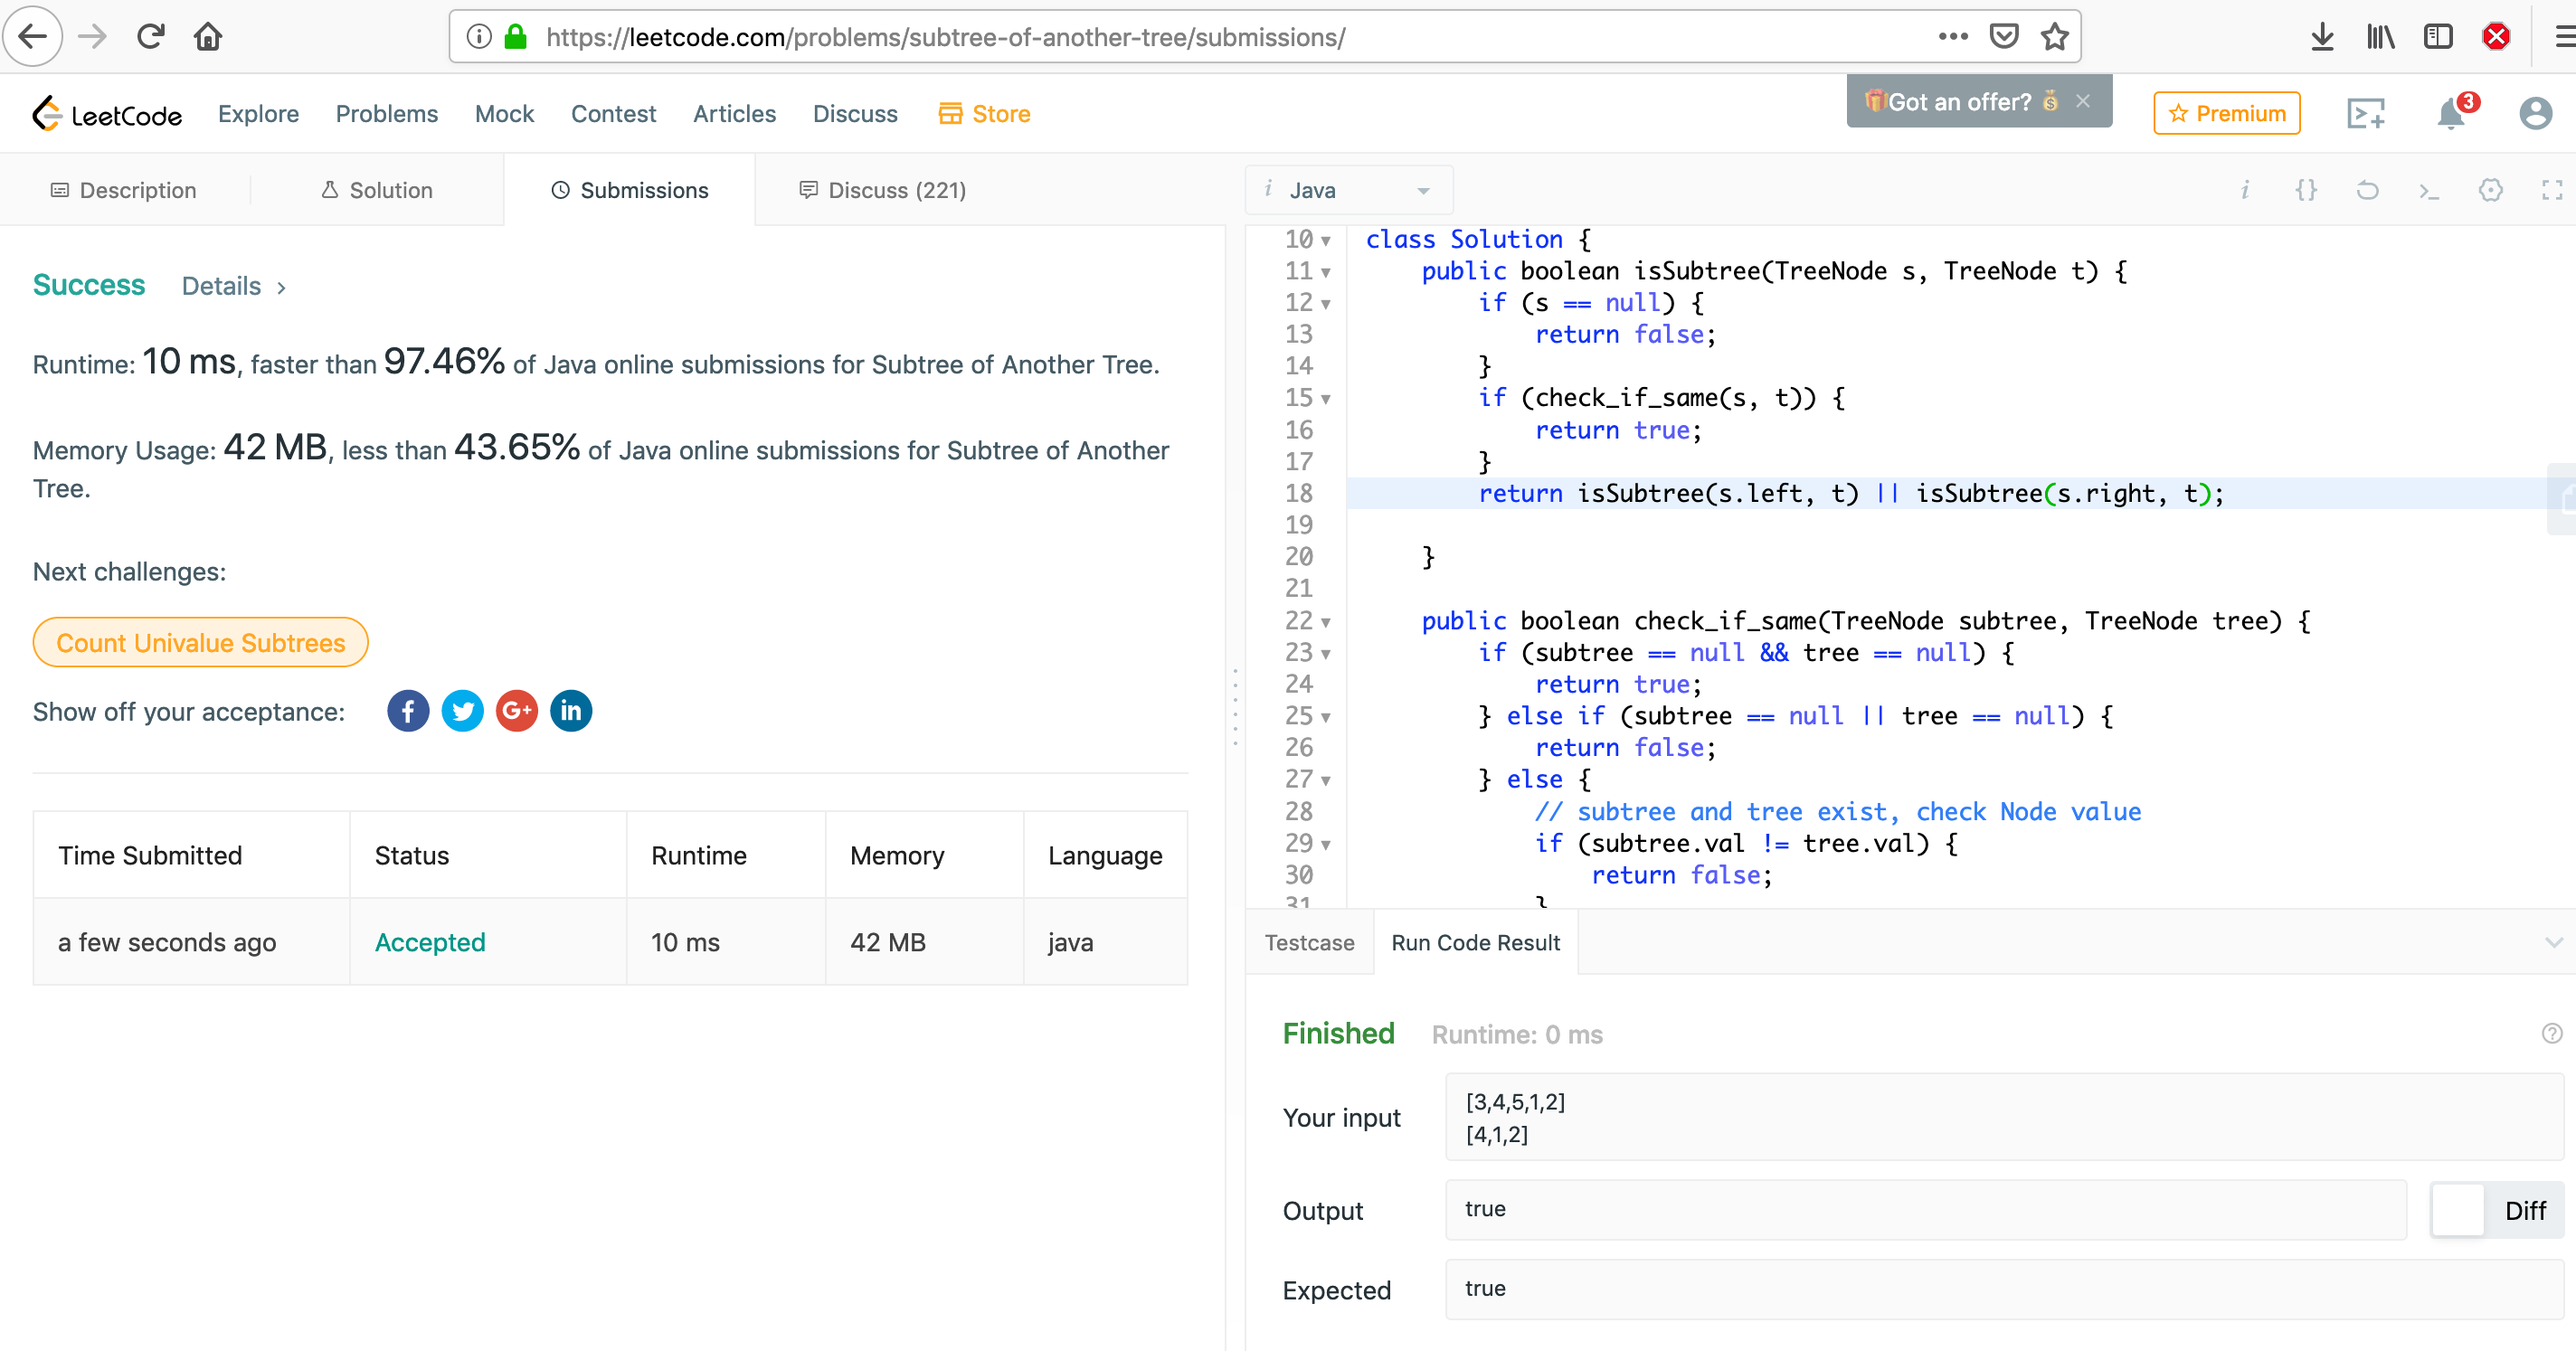 https://leetcode.com/problems/subtree-of-another-tree/submissions/
LeetCode Explore Problems Mock Contest Articles Discuss Store
Got an offer?
Premium
3
Description
Solution
Submissions
Discuss (221)
Success Details
Runtime: 10 ms, faster than 97.46% of Java online submissions for Subtree of Another Tree.
Memory Usage: 42 MB, less than 43.65% of Java online submissions for Subtree of Another
Tree.
Next challenges:
Count Univalue Subtrees
Show off your acceptance:
Time Submitted Status Runtime Memory Language
a few seconds ago Accepted 10 ms 42 MB java
i Java
10 class Solution {
11 public boolean isSubtree(TreeNode s, TreeNode t) {
12 if (s == null) {
13 return false;
14 }
15 if (check_if_same(s, t)) {
16 return true;
17 }
18 return isSubtree(s.left, t) || isSubtree(s.right, t);
19
20 }
21
22 public boolean check_if_same(TreeNode subtree, TreeNode tree) {
23 if (subtree == null && tree == null) {
24 return true;
25 } else if (subtree == null || tree == null) {
26 return false;
27 } else {
28 // subtree and tree exist, check Node value
29 if (subtree.val != tree.val) {
30 return false;
31 }
Testcase Run Code Result
Finished Runtime: 0 ms
Your input
[3,4,5,1,2]
[4,1,2]
Output true Diff
Expected true